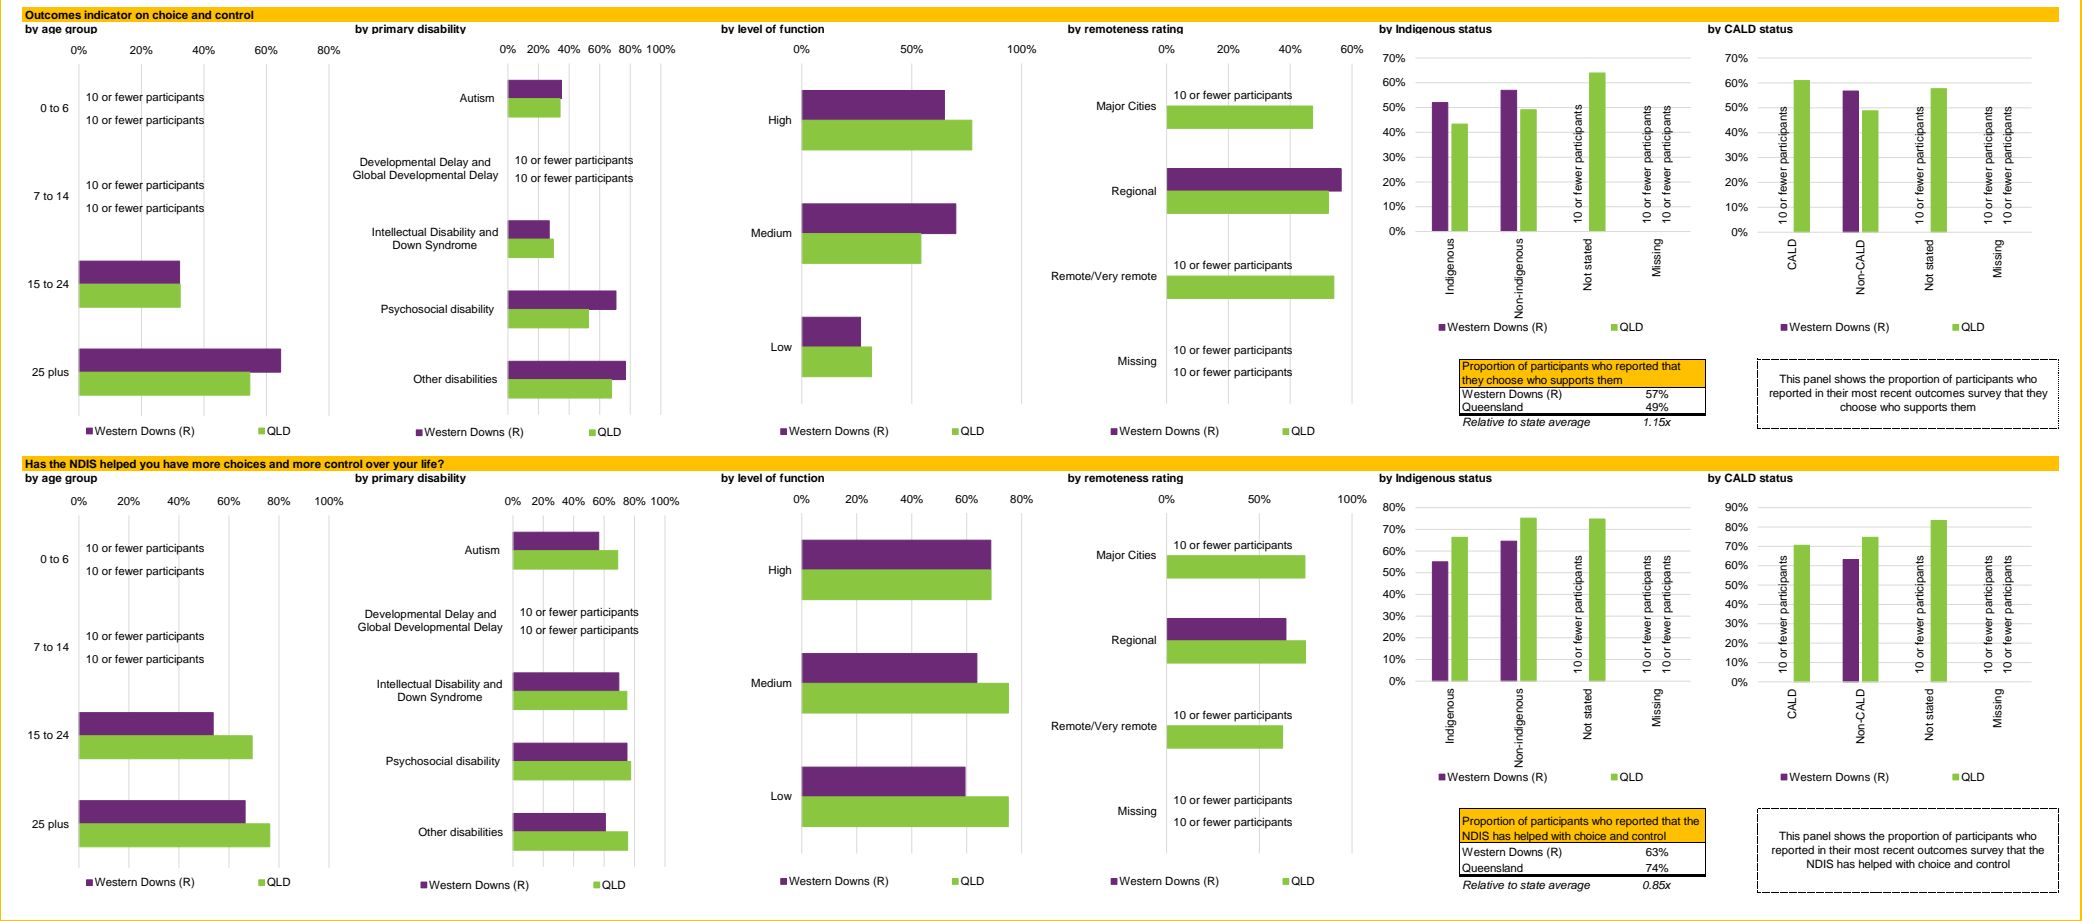 Outcomes indicator on choice and control
by age group
0% 20% 40% 60% 80%
0 to 6
10 or fewer participants
10 or fewer participants
7 to 14
10 or fewer participants
10 or fewer participants
15 to 24
25 plus
Western Downs (R) QLD
by primary disability
0% 20% 40% 60% 80% 100%
Autism
Developmental Delay and
Global Developmental Delay
10 or fewer participants
10 or fewer participants
Intellectual Disability and
Down Syndrome
Psychosocial disability
Other disabilities
Western Downs (R) QLD
by level of function
0% 50% 100%
High
Medium
Low
Western Downs (R) QLD
by remoteness rating
0% 20% 40% 60%
Major Cities
10 or fewer participants
Regional
Remote/Very remote
10 or fewer participants
Missing
10 or fewer participants
10 or fewer participants
Western Downs (R) QLD
by Indigenous status
70%
60%
50%
40%
30%
20%
10%
0%
10 or fewer participants
10 or fewer participants
10 or fewer participants
Indigenous
Non-indigenous
Not stated
Missing
Western Downs (R) QLD
by CALD status
70%
60%
50%
40%
30%
20%
10%
0%
10 or fewer participants
10 or fewer participants
10 or fewer participants
10 or fewer participants
CALD
Non-CALD
Not stated
Missing
Western Downs (R) QLD
Proportion of participants who reported that
they choose who supports them
Western Downs (R) 57%
Queensland 49%
Relative to state average 1.15x
This panel shows the proportion of participants who
reported in their most recent outcomes survey that they
choose who supports them
Has the NDIS helped you have more choices and more control over your life?
by age group
0% 20% 40% 60% 80% 100%
0 to 6
10 or fewer participants
10 or fewer participants
7 to 14
10 or fewer participants
10 or fewer participants
15 to 24
25 plus
Western Downs (R) QLD
by primary disability
0% 20% 40% 60% 80% 100%
Autism
Developmental Delay and
Global Developmental Delay
10 or fewer participants
10 or fewer participants
Intellectual Disability and
Down Syndrome
Psychosocial disability
Other disabilities
Western Downs (R) QLD
by level of function
0% 20% 40% 60% 80%
High
Medium
Low
Western Downs (R) QLD
by remoteness rating
0% 50% 100%
Major Cities
10 or fewer participants
Regional
Remote/Very remote
10 or fewer participants
Missing
10 or fewer participants
10 or fewer participants
Western Downs (R) QLD
by Indigenous status
80%
70%
60%
50%
40%
30%
20%
10%
0%
10 or fewer participants
10 or fewer participants
10 or fewer participants
Indigenous
Non-indigenous
Not stated
Missing
Western Downs (R) QLD
by CALD status
90%
80%
70%
60%
50%
40%
30%
20%
10%
0%
10 or fewer participants
10 or fewer participants
10 or fewer participants
10 or fewer participants
CALD
Non-CALD
Not stated
Missing
Western Downs (R) QLD
Proportion of participants who reported that the
NDIS has helped with choice and control
Western Downs (R) 63%
Queensland 74%
Relative to state average 0.85x
This panel shows the proportion of participants who
reported in their most recent outcomes survey that the
NDIS has helped with choice and control